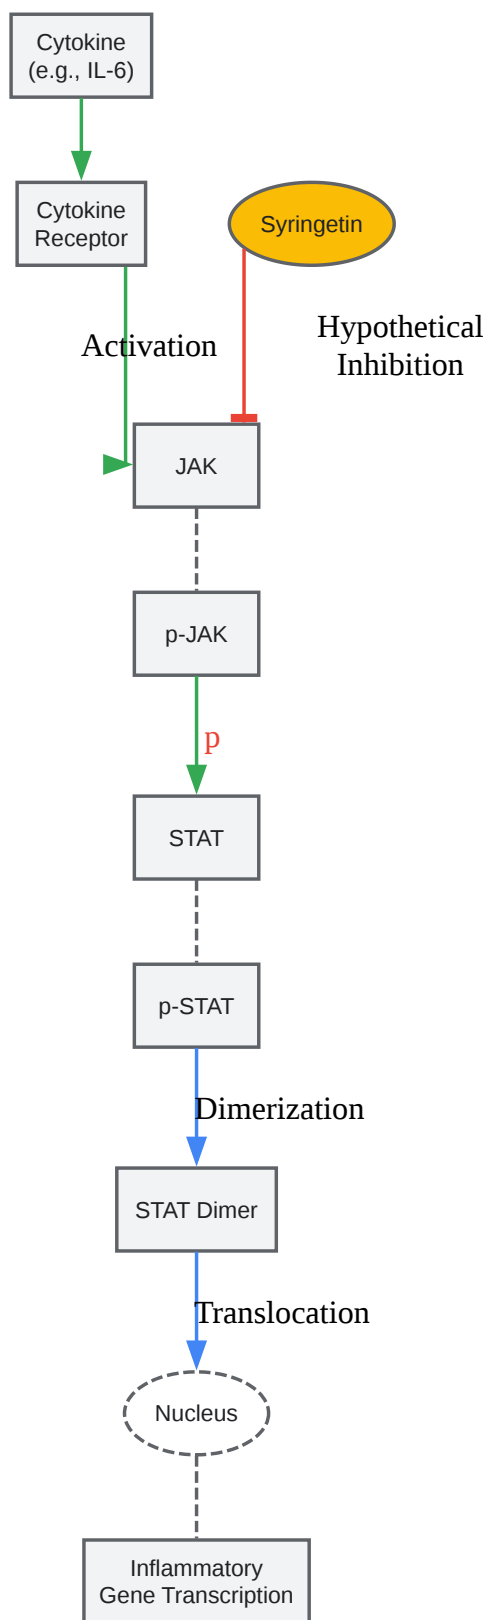 Cytokine
(e.g., IL-6)
Cytokine
Receptor
Syringetin
Activation
Hypothetical
Inhibition
JAK
p-JAK
p
STAT
p-STAT
Dimerization
STAT Dimer
Translocation
Nucleus
Inflammatory
Gene Transcription